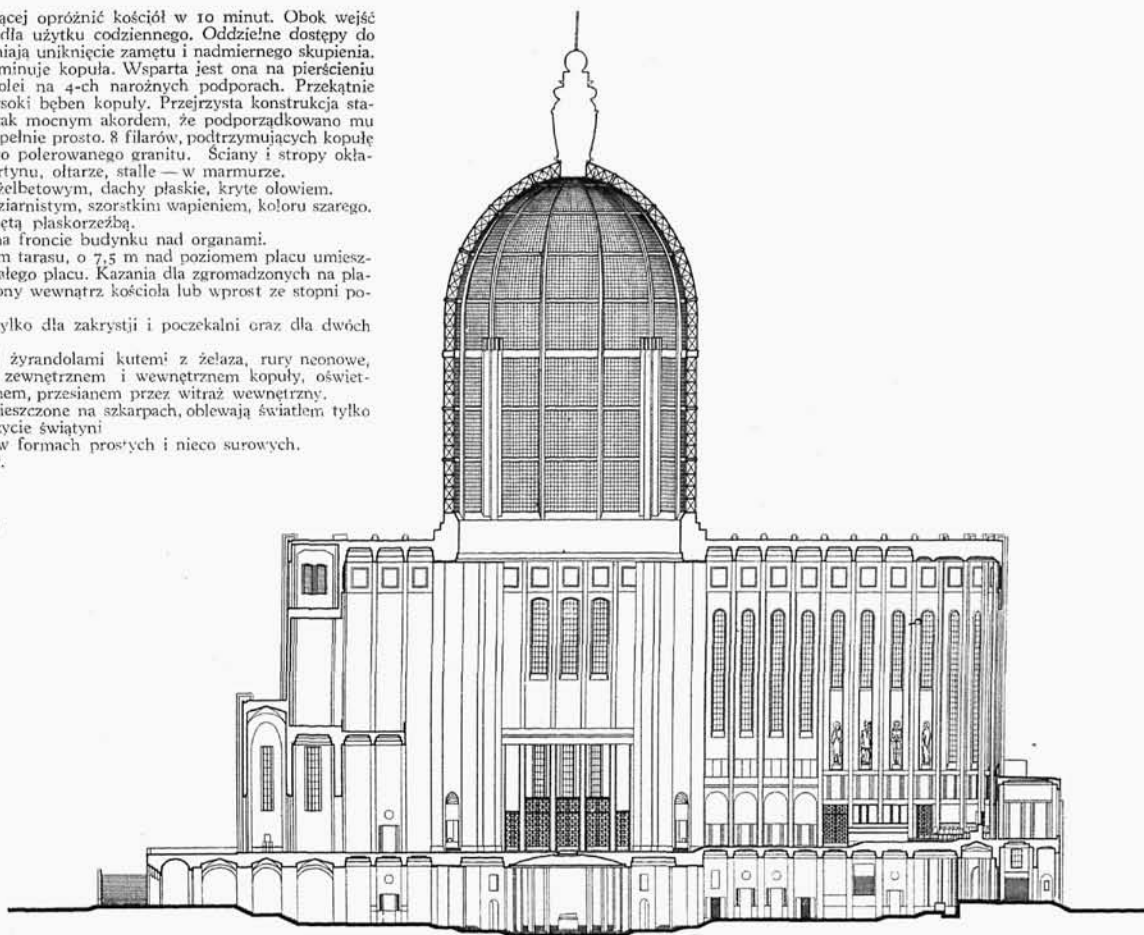 ącej opróżnić kościół w 10 minut. Obok wejść
dla użytku codziennego. Oddzielne dostępy do
niają uniknięcie zamętu i nadmiernego skupienia.
minuje kopuła. Wsparta jest ona na pierścieniu
olei na 4-ch narożnych podporach. Przekątnie
soki bęben kopuły. Przejrzysta konstrukcja sta-
ak mocnym akordem, że podporządkowano mu
pełnie prosto. 8 filarów, podtrzymujących kopułę
o polerowanego granitu. Ściany i stropy okła-
rtynu, ołtarze, stalle — w marmurze.
żelbetowym, dachy płaskie, kryte ołowiem.
ziarnistym, szorstkim wapieniem, koloru szarego.
ętą płaskorzeźbą.
na froncie budynku nad organami.
m tarasu, o 7,5 m nad poziomem placu umiesz-
ałego placu. Kazania dla zgromadzonych na pla-
ony wewnątrz kościoła lub wprost ze stopni po-
ylko dla zakrystji i poczekalni oraz dla dwóch
żyrandolami kutemi z żelaza, rury neonowe,
zewnętrznem i wewnętrznem kopuły, oświet-
nem, przesianem przez witraż wewnętrzny.
ieszczone na szkarpach, oblewają światłem tylko
zycie świątyni
w formach prostych i nieco surowych.